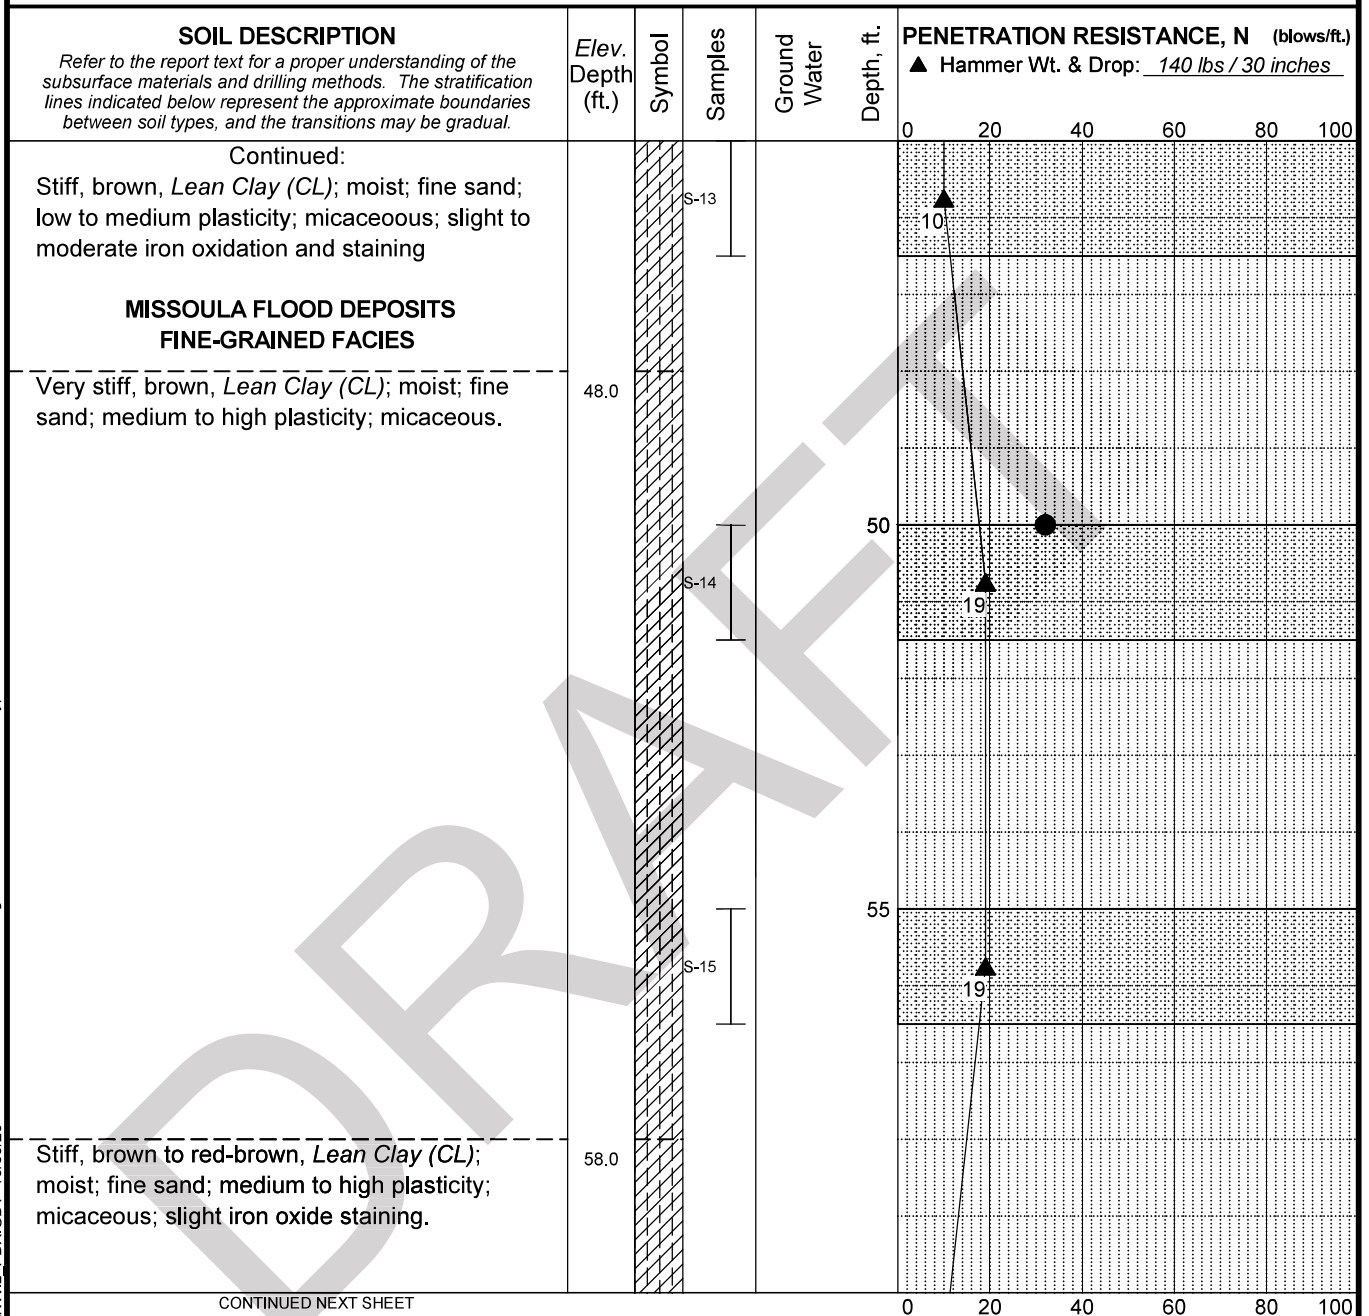 SOIL DESCRIPTION
Refer to the report text for a proper understanding of the
subsurface materials and drilling methods. The stratification
lines indicated below represent the approximate boundaries
between soil types, and the transitions may be gradual.
Elev.
Depth
(ft.)
Symbol
Samples
Ground
Water
Depth, ft.
PENETRATION RESISTANCE, N (blows/ft.)
▲ Hammer Wt. & Drop: 140 lbs / 30 inches
0 20 40 60 80 100
Continued:
Stiff, brown, Lean Clay (CL); moist; fine sand;
low to medium plasticity; micaceoous; slight to
moderate iron oxidation and staining
S-13
10
MISSOULA FLOOD DEPOSITS
FINE-GRAINED FACIES
Very stiff, brown, Lean Clay (CL); moist; fine
sand; medium to high plasticity; micaceous.
48.0
50
S-14
19
55
S-15
19
Stiff, brown to red-brown, Lean Clay (CL);
moist; fine sand; medium to high plasticity;
micaceous; slight iron oxide staining.
58.0
CONTINUED NEXT SHEET
0 20 40 60 80 100
DRAFT